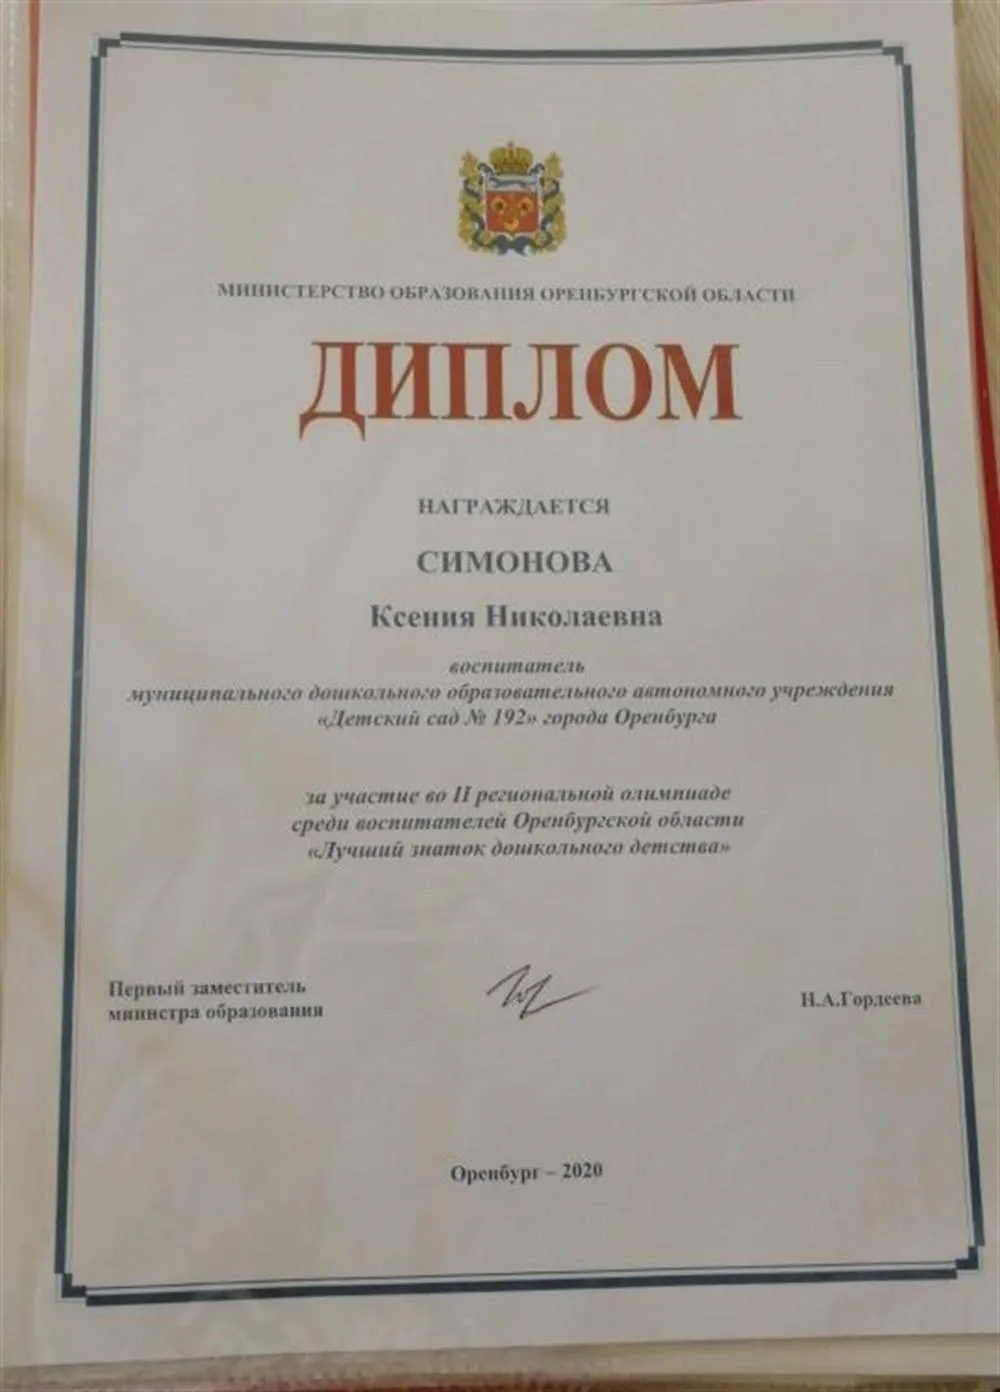 МИНИСТЕРСТВО ОБРАЗОВАНИЯ ОРЕНБУРГСКОЙ ОБЛАСТИ
ДИПЛОМ
НАГРАЖДАЕТСЯ
СИМОНОВА
Ксения Николаевна
воспитатель
муниципального дошкольного образовательного автономного учреждения
«Детский сад № 192» города Оренбурга
за участие во II региональной олимпиаде
среди воспитателей Оренбургской области
«Лучший знаток дошкольного детства»
Первый заместитель
министра образования
Н.А.Гордеева
Оренбург – 2020